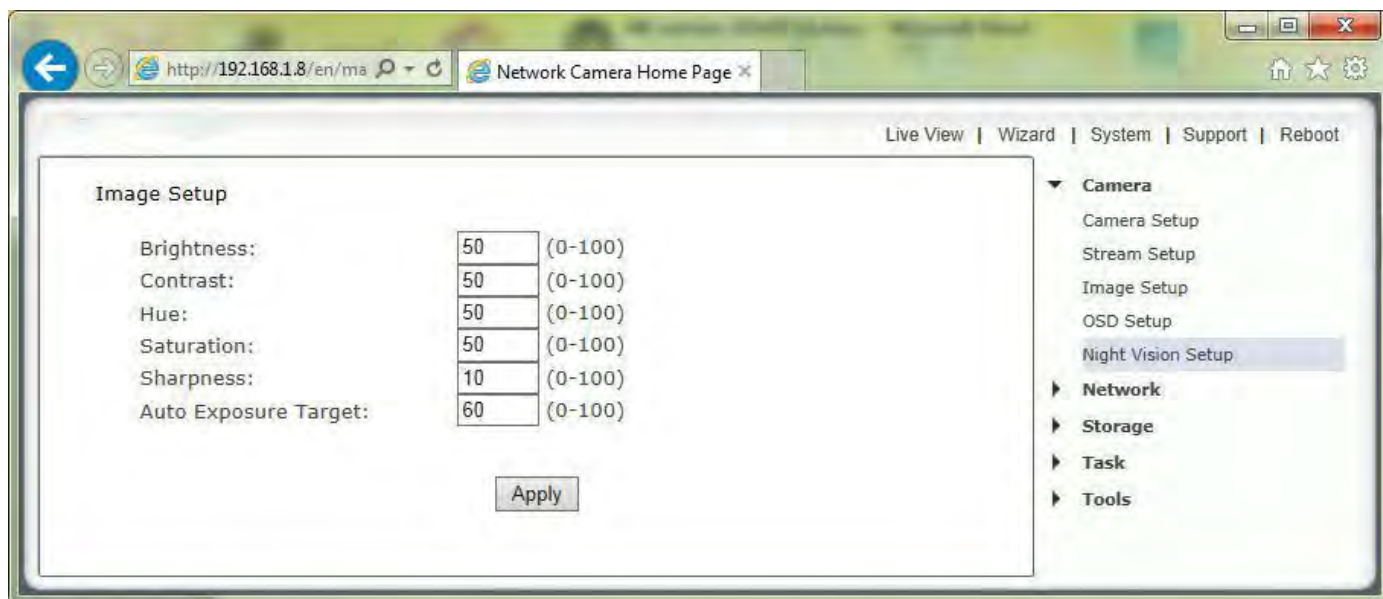 http://192.168.1.8/en/ma
Network Camera Home Page
Live View | Wizard | System | Support | Reboot
Image Setup
Brightness: 50 (0-100)
Contrast: 50 (0-100)
Hue: 50 (0-100)
Saturation: 50 (0-100)
Sharpness: 10 (0-100)
Auto Exposure Target: 60 (0-100)
Apply
Camera
Camera Setup
Stream Setup
Image Setup
OSD Setup
Night Vision Setup
Network
Storage
Task
Tools